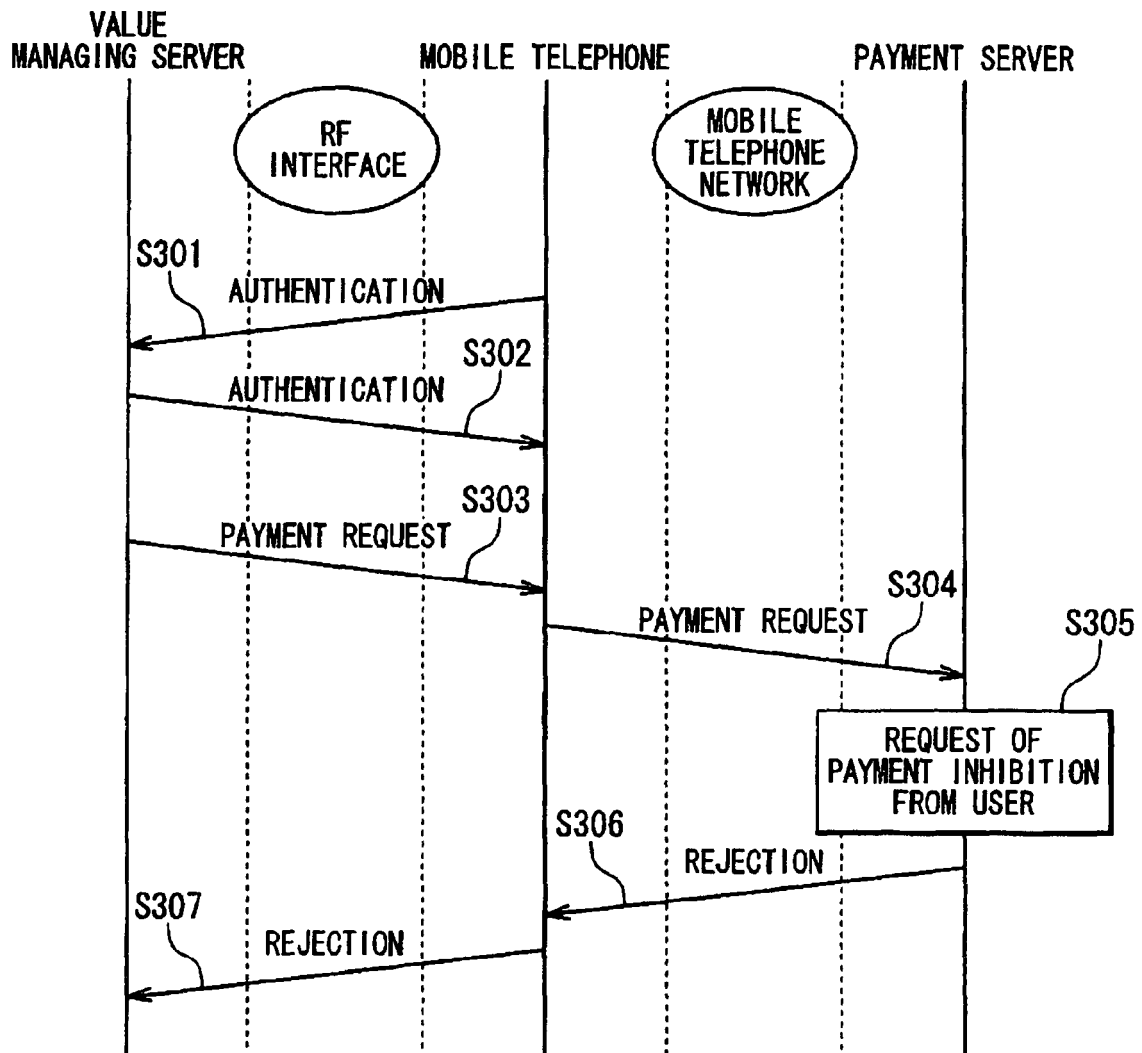 VALUE
MANAGING SERVER
MOBILE TELEPHONE
PAYMENT SERVER
RF
INTERFACE
MOBILE
TELEPHONE
NETWORK
S301
AUTHENTICATION
S302
AUTHENTICATION
S303
PAYMENT REQUEST
S304
PAYMENT REQUEST
S305
REQUEST OF
PAYMENT INHIBITION
FROM USER
S306
REJECTION
S307
REJECTION